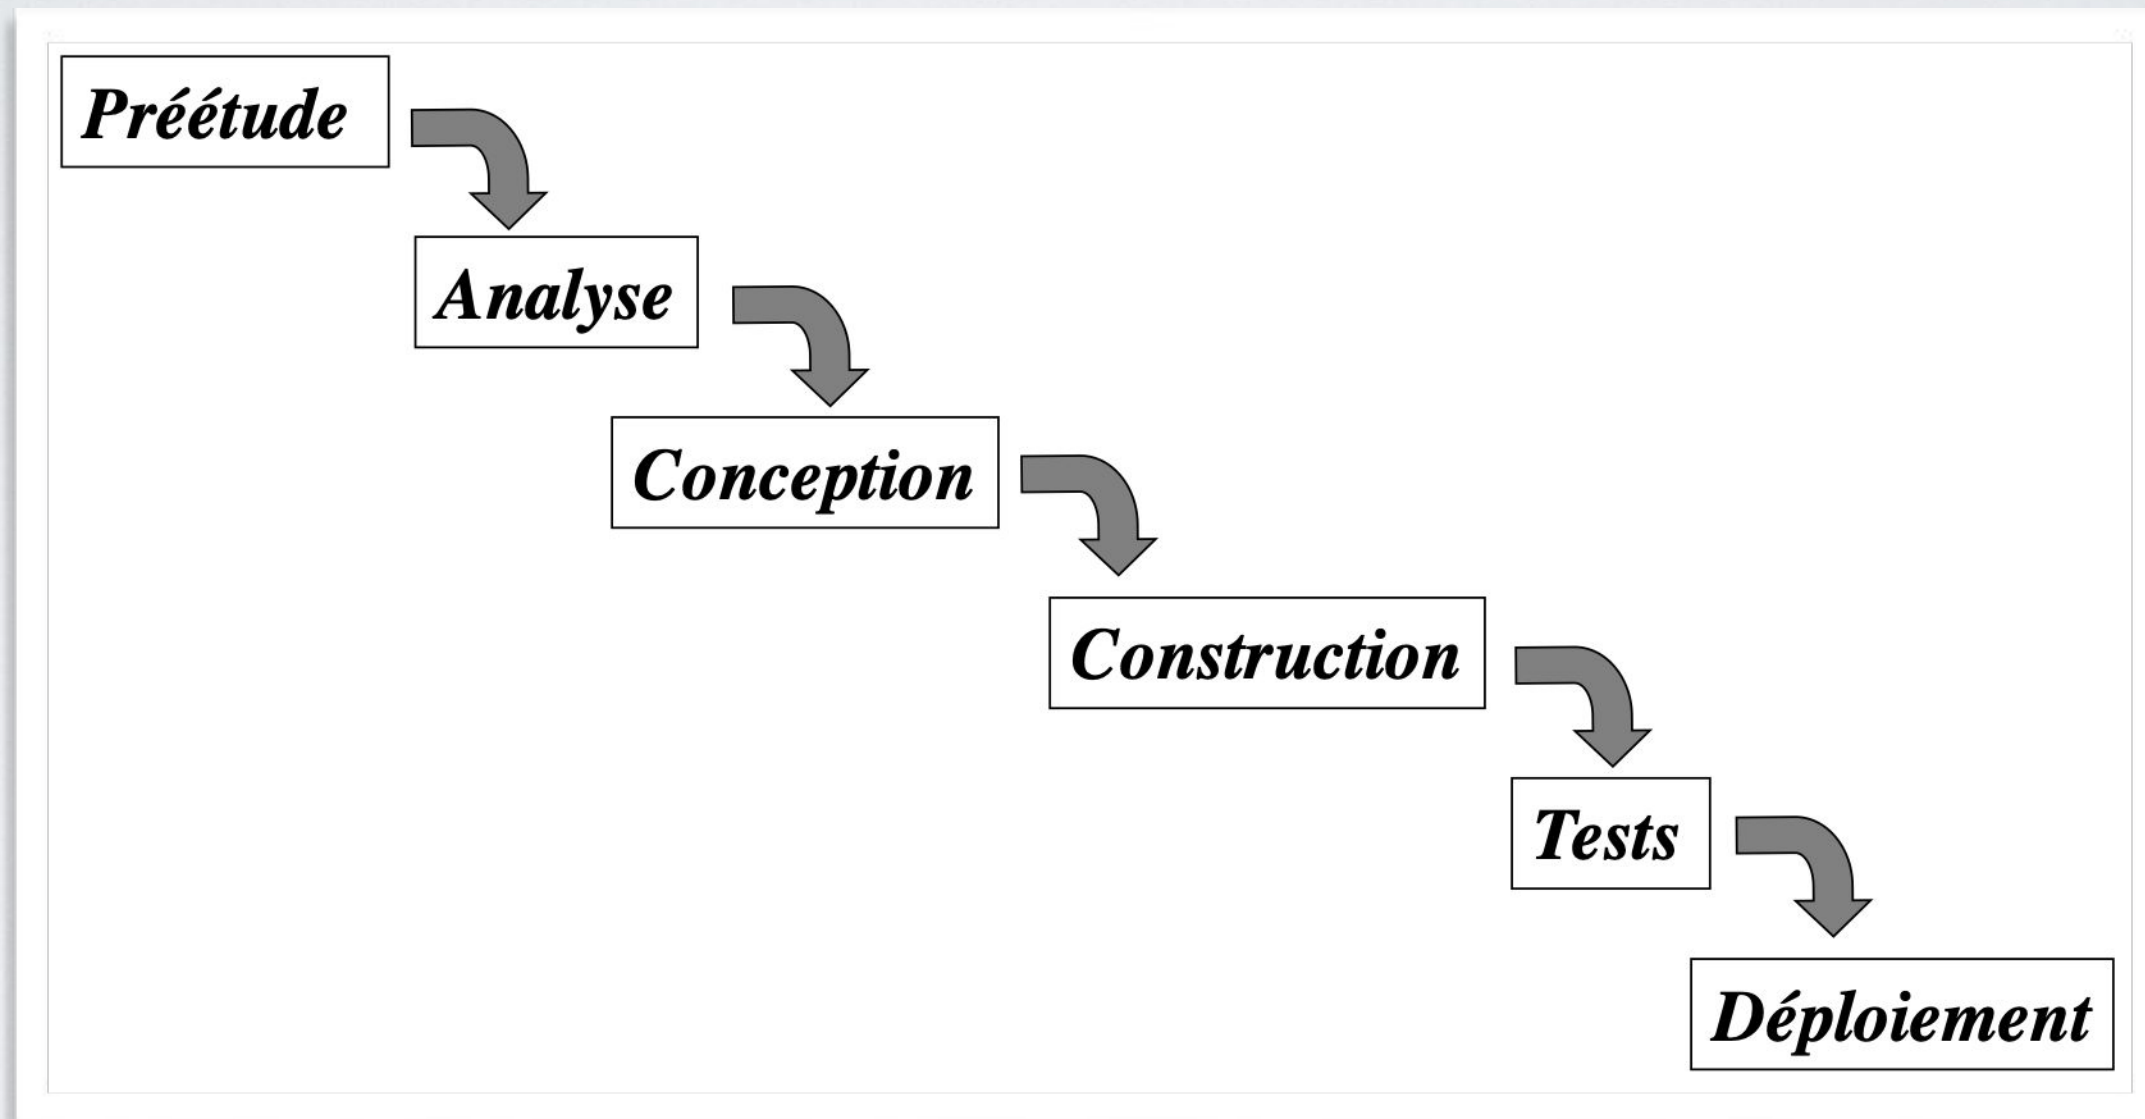 Préétude
Analyse
Conception
Construction
Tests
Déploiement